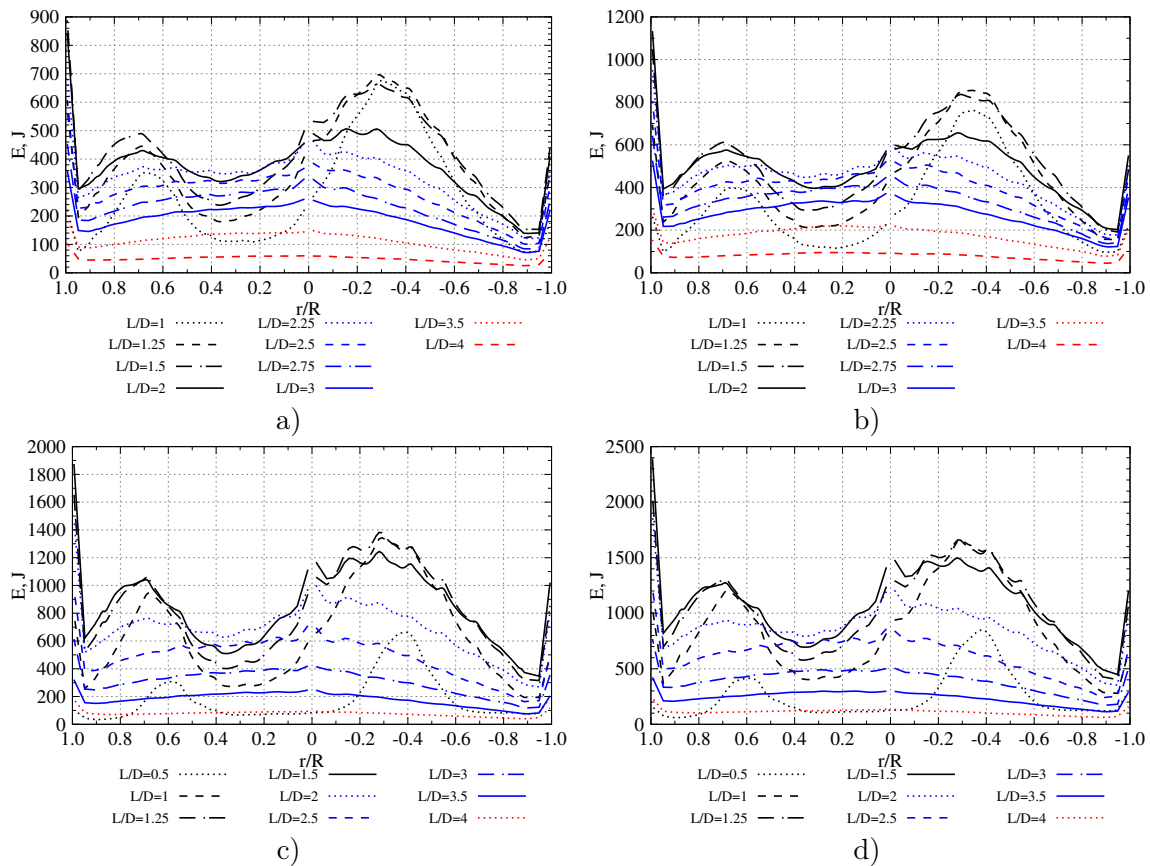 900
800
700
600
500
400
300
200
100
0
E, J
1.0 0.8 0.6 0.4 0.2 0 -0.2 -0.4 -0.6 -0.8 -1.0
r/R
L/D=1 L/D=2.25 L/D=3.5
L/D=1.25 L/D=2.5 L/D=4
L/D=1.5 L/D=2.75
L/D=2 L/D=3
a)
1200
1000
800
600
400
200
0
E, J
1.0 0.8 0.6 0.4 0.2 0 -0.2 -0.4 -0.6 -0.8 -1.0
r/R
L/D=1 L/D=2.25 L/D=3.5
L/D=1.25 L/D=2.5 L/D=4
L/D=1.5 L/D=2.75
L/D=2 L/D=3
b)
2000
1800
1600
1400
1200
1000
800
600
400
200
0
E, J
1.0 0.8 0.6 0.4 0.2 0 -0.2 -0.4 -0.6 -0.8 -1.0
r/R
L/D=0.5 L/D=1.5 L/D=3
L/D=1 L/D=2 L/D=3.5
L/D=1.25 L/D=2.5 L/D=4
c)
2500
2000
1500
1000
500
0
E, J
1.0 0.8 0.6 0.4 0.2 0 -0.2 -0.4 -0.6 -0.8 -1.0
r/R
L/D=0.5 L/D=1.5 L/D=3
L/D=1 L/D=2 L/D=3.5
L/D=1.25 L/D=2.5 L/D=4
d)